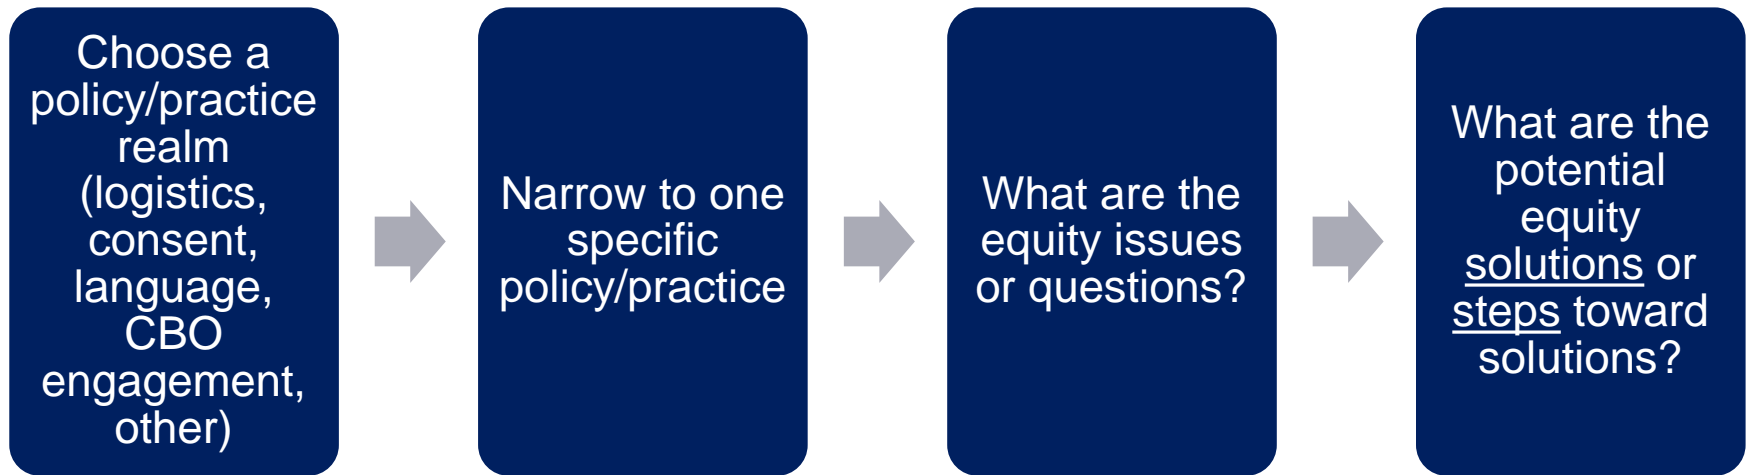 Choose a
policy/practice
realm
(logistics,
consent,
language,
CBO
engagement,
other)
Narrow to one
specific
policy/practice
What are the
equity issues
or questions?
What are the
potential
equity
solutions or
steps toward
solutions?